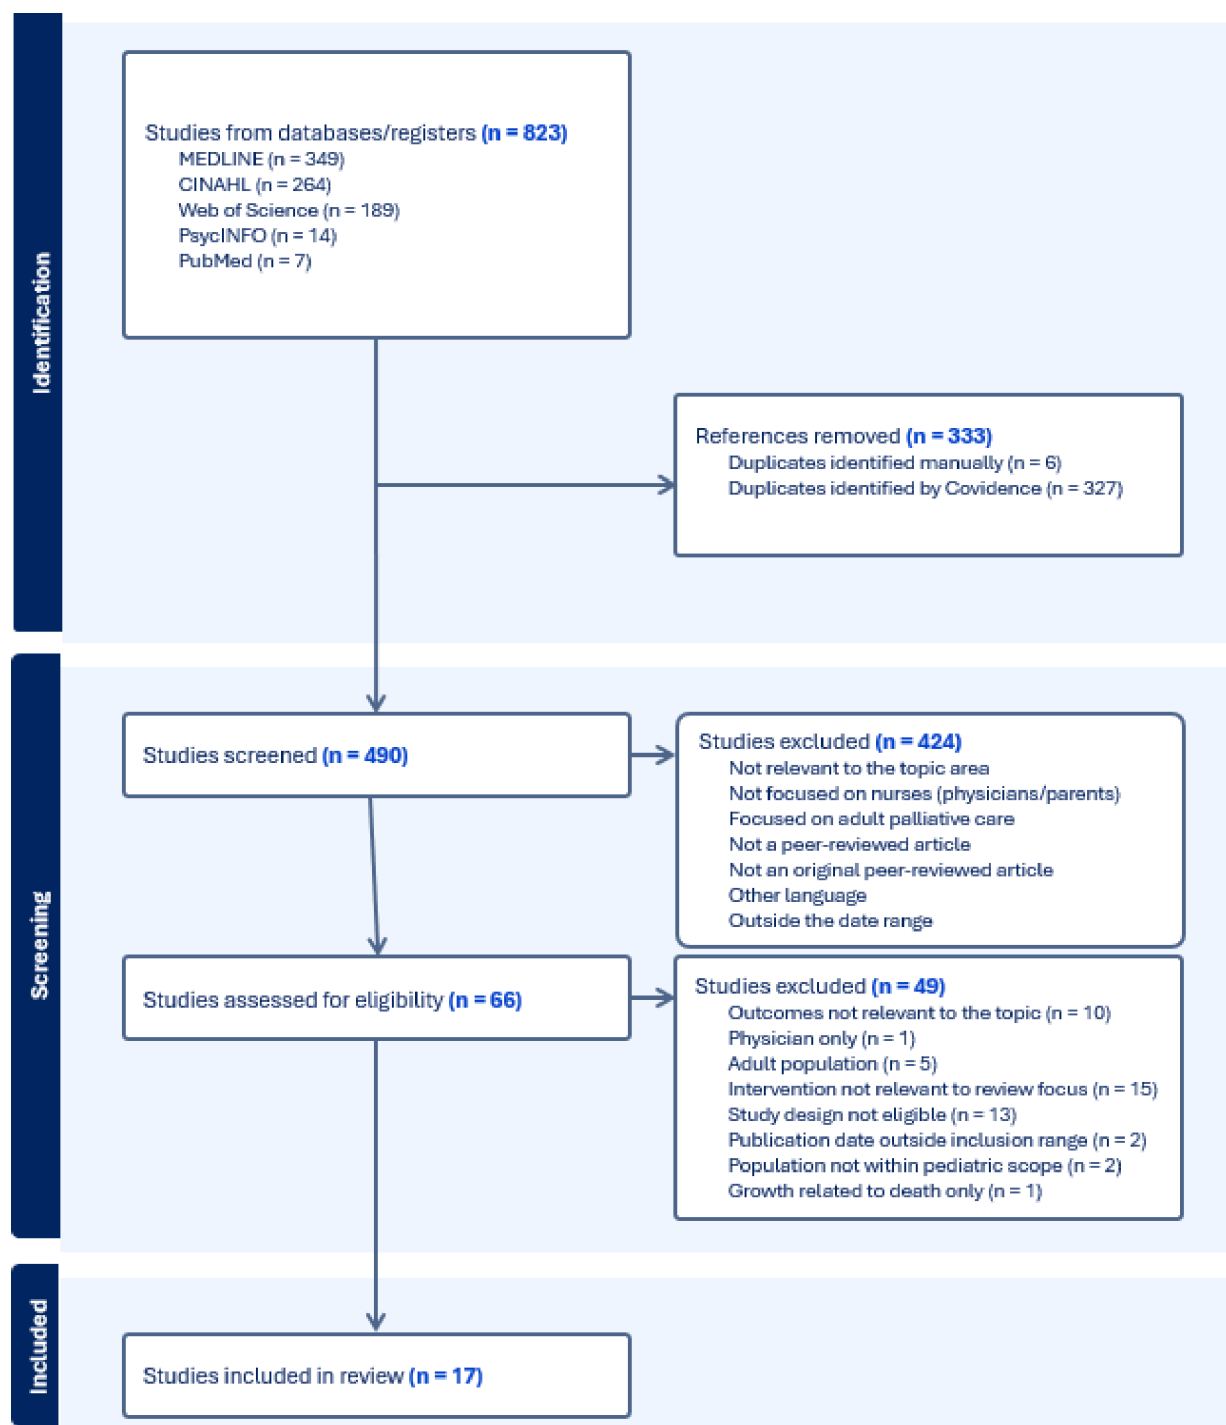 Identification
Studies from databases/registers (n = 823)
MEDLINE (n = 349)
CINAHL (n = 264)
Web of Science (n = 189)
PsycINFO (n = 14)
PubMed (n = 7)
References removed (n = 333)
Duplicates identified manually (n = 6)
Duplicates identified by Covidence (n = 327)
Screening
Studies screened (n = 490)
Studies excluded (n = 424)
Not relevant to the topic area
Not focused on nurses (physicians/parents)
Focused on adult palliative care
Not a peer-reviewed article
Not an original peer-reviewed article
Other language
Outside the date range
Studies assessed for eligibility (n = 66)
Studies excluded (n = 49)
Outcomes not relevant to the topic (n = 10)
Physician only (n = 1)
Adult population (n = 5)
Intervention not relevant to review focus (n = 15)
Study design not eligible (n = 13)
Publication date outside inclusion range (n = 2)
Population not within pediatric scope (n = 2)
Growth related to death only (n = 1)
Included
Studies included in review (n = 17)